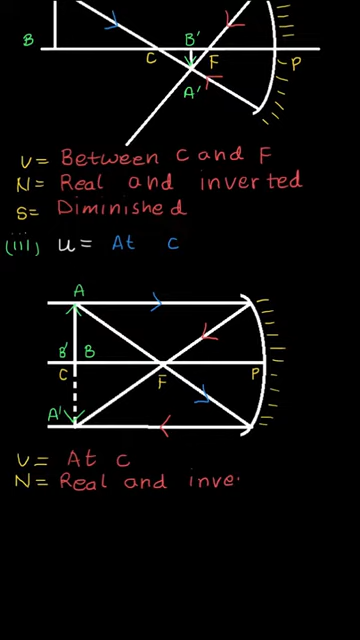 B B' C F P
A'
v = Between C and F
N = Real and inverted
S = Diminished
(iii) u = At C
A
B' B
C F P
A'
v = At C
N = Real and inve